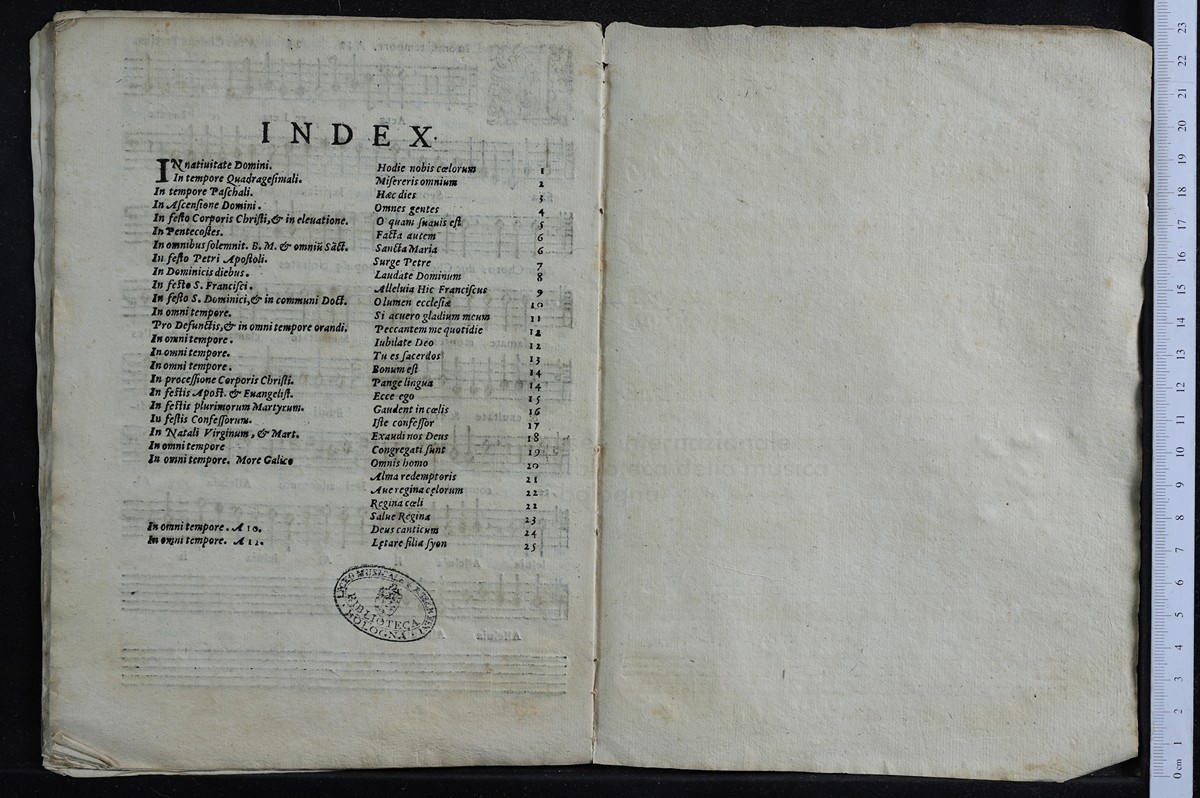 INDEX.
IN natiuitate Domini. Hodie nobis cœlorum 1
In tempore Quadragesimali. Misereris omnium 2
In tempore Paschali. Hæc dies 3
In Ascensione Domini. Omnes gentes 4
In festo Corporis Christi, & in eleuatione. O quam suauis est 5
In Pentecostes. Facta autem 6
In omnibus solemnit. B. M. & omniũ Sãct. Sancta Maria 6
In festo Petri Apostoli. Surge Petre 7
In Dominicis diebus. Laudate Dominum 8
In festo S. Francisci. Alleluia Hic Franciscus 9
In festo S. Dominici, & in communi Doct. O lumen ecclesiæ 10
In omni tempore. Si acuero gladium meum 11
Pro Defunctis, & in omni tempore orandi. Peccantem me quotidie 12
In omni tempore. Iubilate Deo 12
In omni tempore. Tu es sacerdos 13
In omni tempore. Bonum est 14
In processione Corporis Christi. Pange lingua 14
In festis Apost. & Euangelist. Ecce ego 15
In festis plurimorum Martyrum. Gaudent in cœlis 16
In festis Confessorum. Iste confessor 17
In Natali Virginum, & Mart. Exaudi nos Deus 18
In omni tempore Congregati sunt 19
In omni tempore. More Galico Omnis homo 20
Alma redemptoris 21
Aue regina cęlorum 22
Regina cœli 22
Salue Regina 23
In omni tempore. A 10. Deus canticum 24
In omni tempore. A 12. Lętare filia syon 25
LYCEO MUSICALE
BIBLIOTECA
BOLOGNA